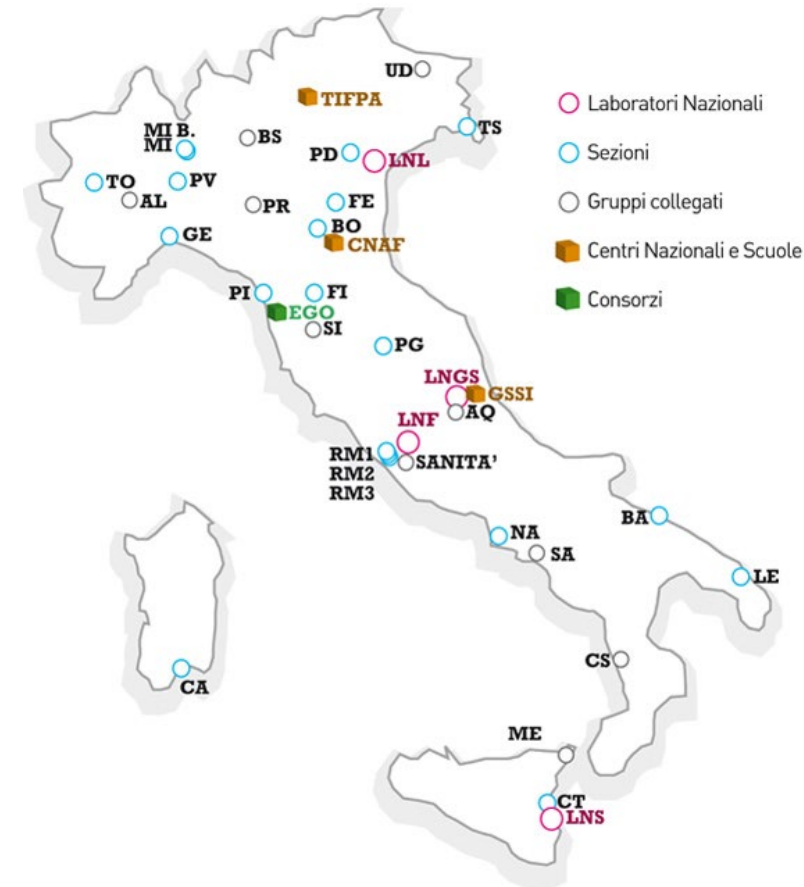 UD
TIFPA
TS
MI B.
MI
BS
PD
LNL
TO
PV
AL
PR
FE
BO
CNAF
GE
PI
FI
EGO
SI
PG
LNGS
GSSI
AQ
LNF
RM1
RM2
RM3
SANITA'
NA
SA
BA
LE
CS
CA
ME
CT
LNS
Laboratori Nazionali
Sezioni
Gruppi collegati
Centri Nazionali e Scuole
Consorzi